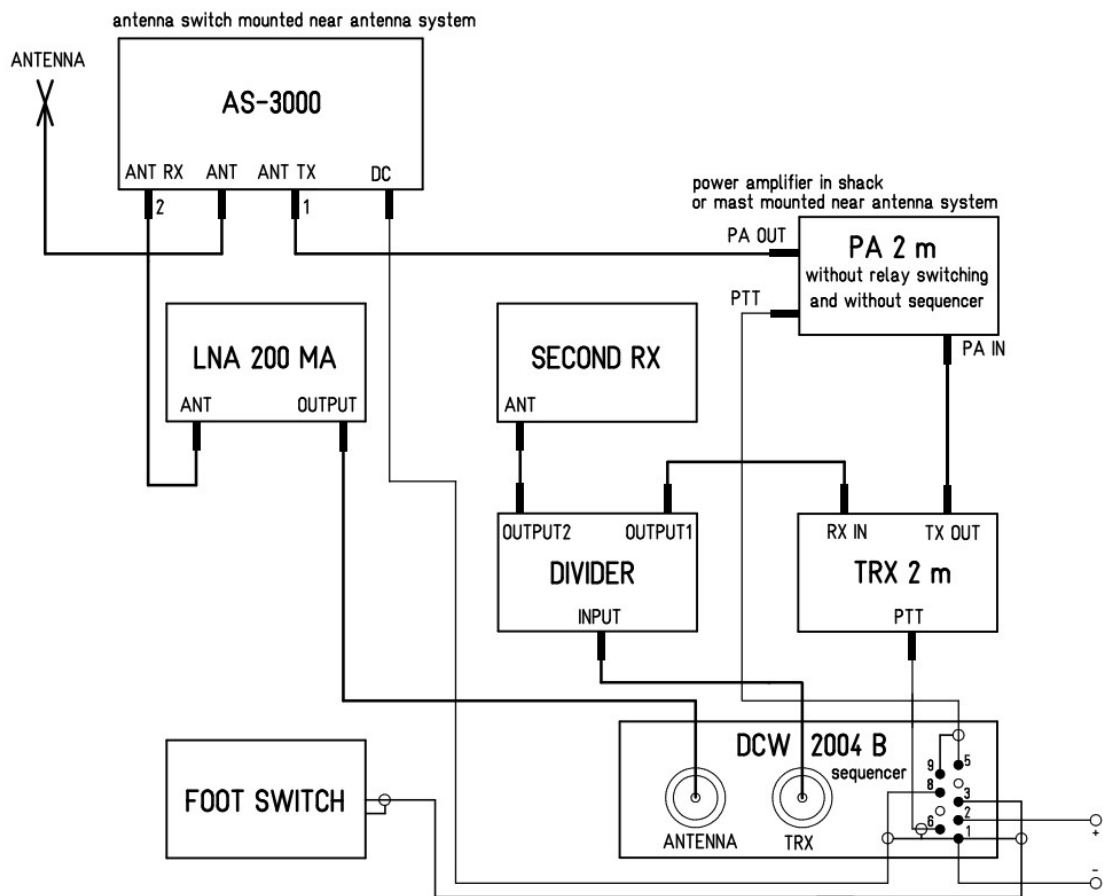 antenna switch mounted near antenna system
ANTENNA
AS-3000
ANT RX ANT ANT TX DC
2 1
power amplifier in shack
or mast mounted near antenna system
PA OUT
PA 2 m
without relay switching
and without sequencer
PTT
PA IN
LNA 200 MA
ANT OUTPUT
SECOND RX
ANT
OUTPUT2 OUTPUT1
DIVIDER
INPUT
RX IN TX OUT
TRX 2 m
PTT
DCW 2004 B
sequencer
ANTENNA TRX
9 5
8 3
2
6 1
+
-
FOOT SWITCH